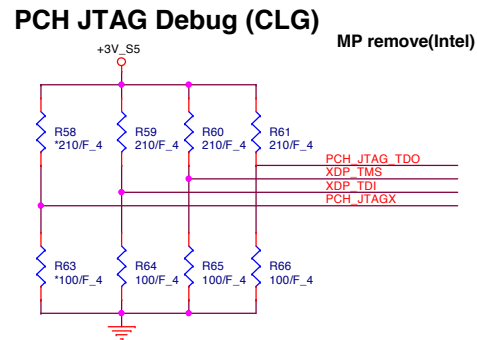 PCH JTAG Debug (CLG)
MP remove(Intel)
+3V_S5
R58
*210/F_4
R59
210/F_4
R60
210/F_4
R61
210/F_4
PCH_JTAG_TDO
XDP_TMS
XDP_TDI
PCH_JTAGX
R63
*100/F_4
R64
100/F_4
R65
100/F_4
R66
100/F_4